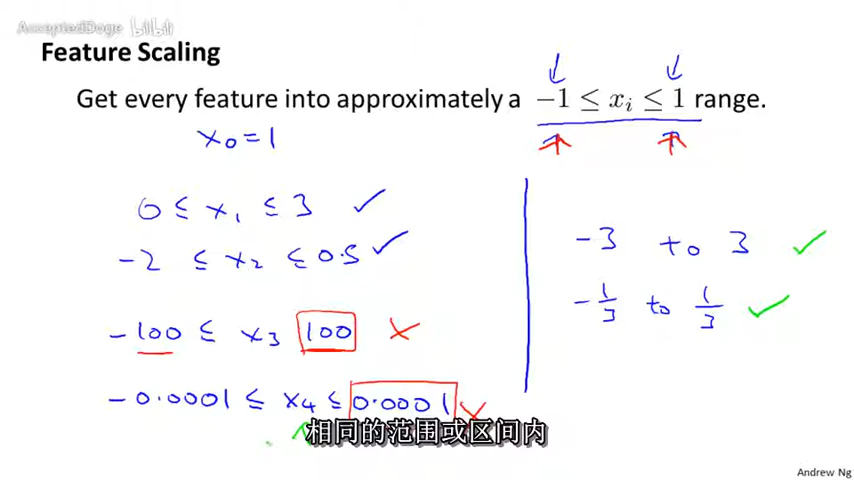 AcceptedDoge bilibili
Feature Scaling
Get every feature into approximately a −1 ≤ xᵢ ≤ 1 range.
x₀ = 1
0 ≤ x₁ ≤ 3 ✓
-2 ≤ x₂ ≤ 0.5 ✓
-100 ≤ x₃ 100 ×
-0.0001 ≤ x₄ ≤ 0.0001 ×
-3 to 3 ✓
-1/3 to 1/3 ✓
相同的范围或区间内
Andrew Ng